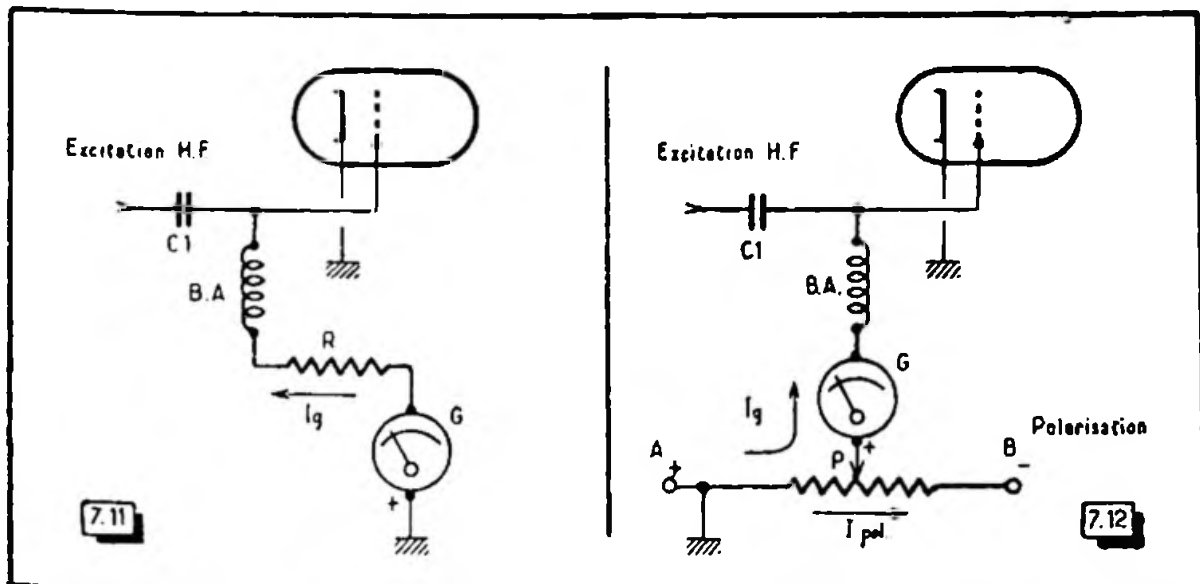 Excitation H.F
C1
B.A
R
Ig
G
+
7.11
Excitation H.F
C1
B.A.
G
Ig
Polarisation
A
+
P
+
B
-
I pol.
7.12